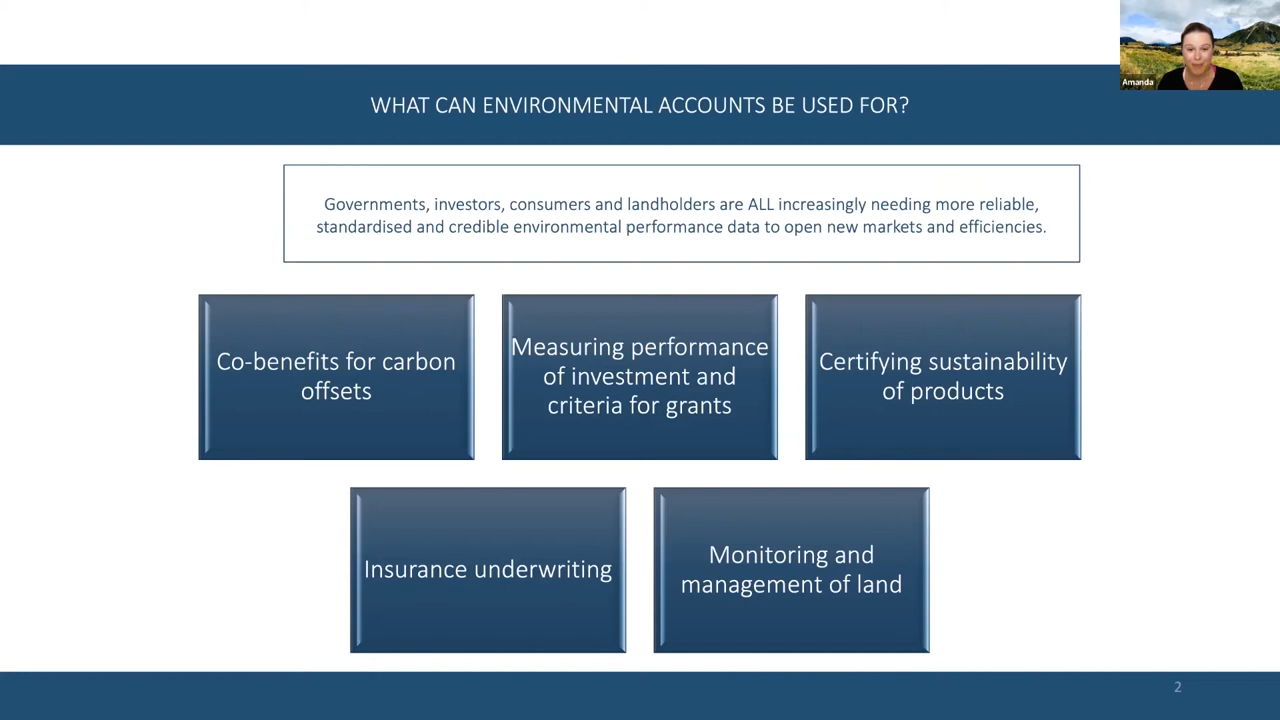 Amanda
WHAT CAN ENVIRONMENTAL ACCOUNTS BE USED FOR?
Governments, investors, consumers and landholders are ALL increasingly needing more reliable,
standardised and credible environmental performance data to open new markets and efficiencies.
Co-benefits for carbon
offsets
Measuring performance
of investment and
criteria for grants
Certifying sustainability
of products
Insurance underwriting
Monitoring and
management of land
2